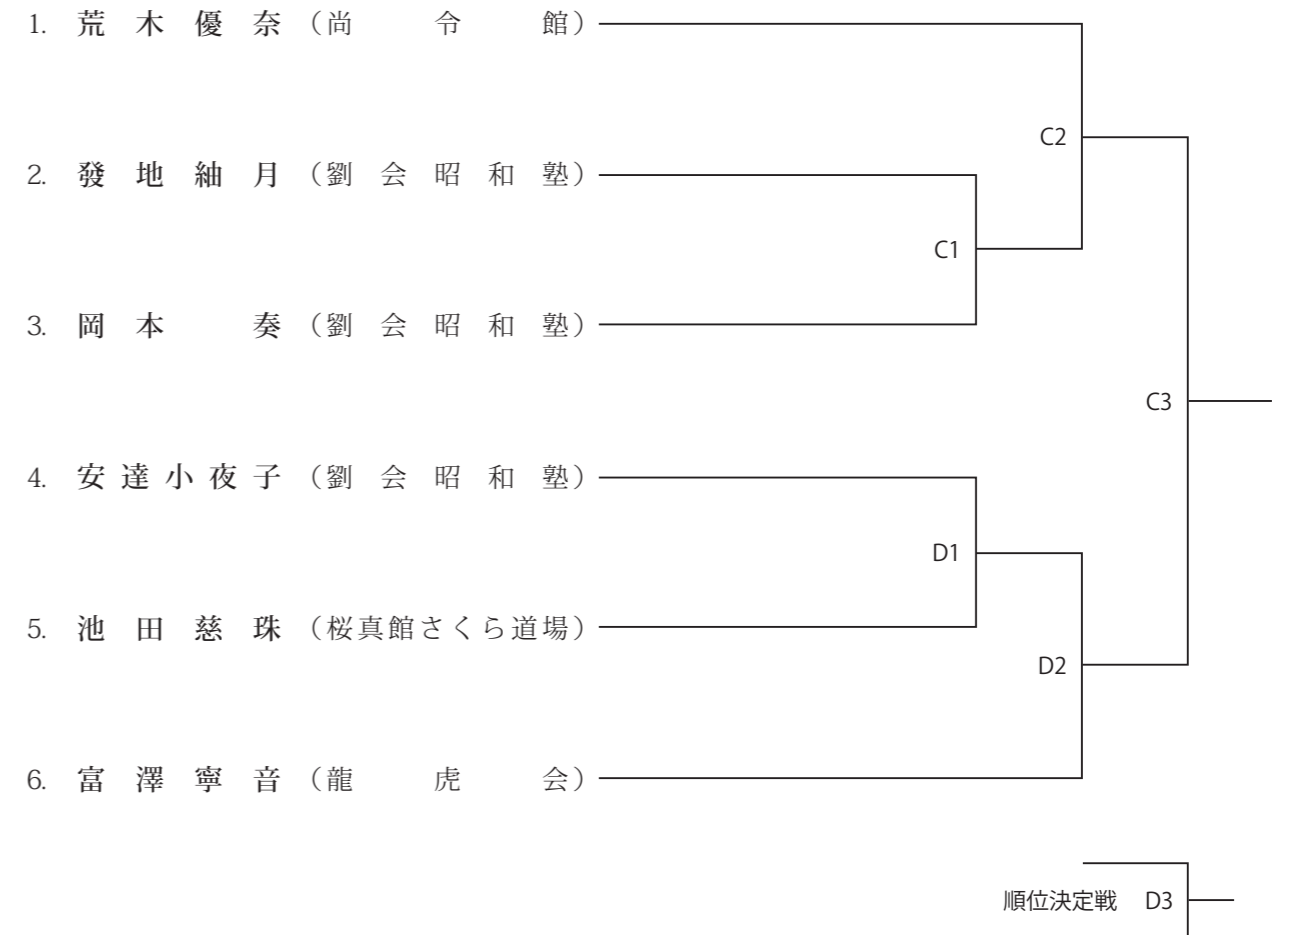 1. 荒木優奈（尚令館）
C2
2. 發地紬月（劉会昭和塾）
C1
3. 岡本 奏（劉会昭和塾）
C3
4. 安達小夜子（劉会昭和塾）
D1
5. 池田慈珠（桜真館さくら道場）
D2
6. 富澤寧音（龍虎会）
順位決定戦 D3